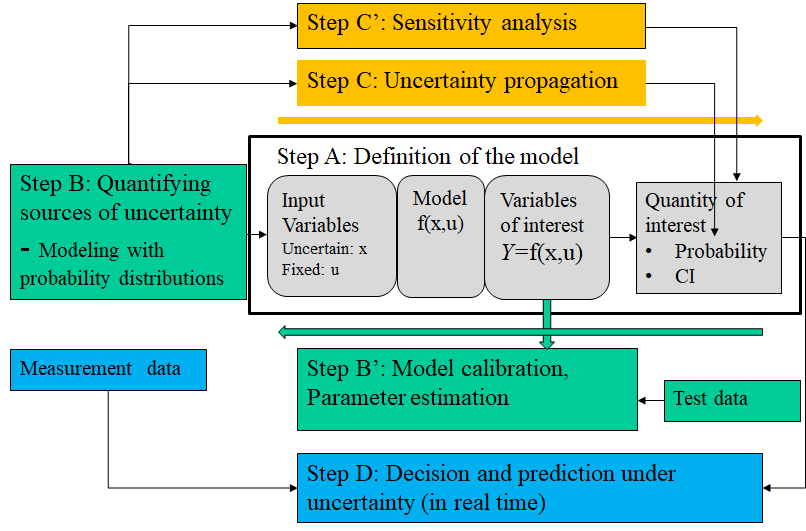 Step C’: Sensitivity analysis
Step C: Uncertainty propagation
Step A: Definition of the model
Step B: Quantifying
sources of uncertainty
- Modeling with
probability distributions
Input
Variables
Uncertain: x
Fixed: u
Model
f(x,u)
Variables
of interest
Y=f(x,u)
Quantity of
interest
• Probability
• CI
Measurement data
Step B’: Model calibration,
Parameter estimation
Test data
Step D: Decision and prediction under
uncertainty (in real time)